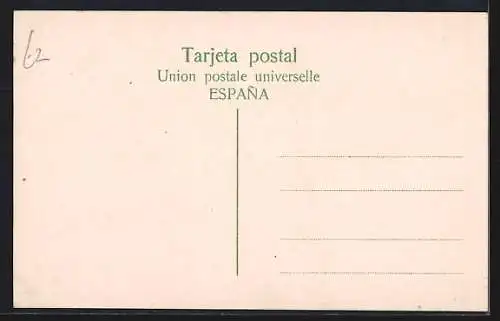 62
Tarjeta postal
Union postale universelle
ESPAÑA